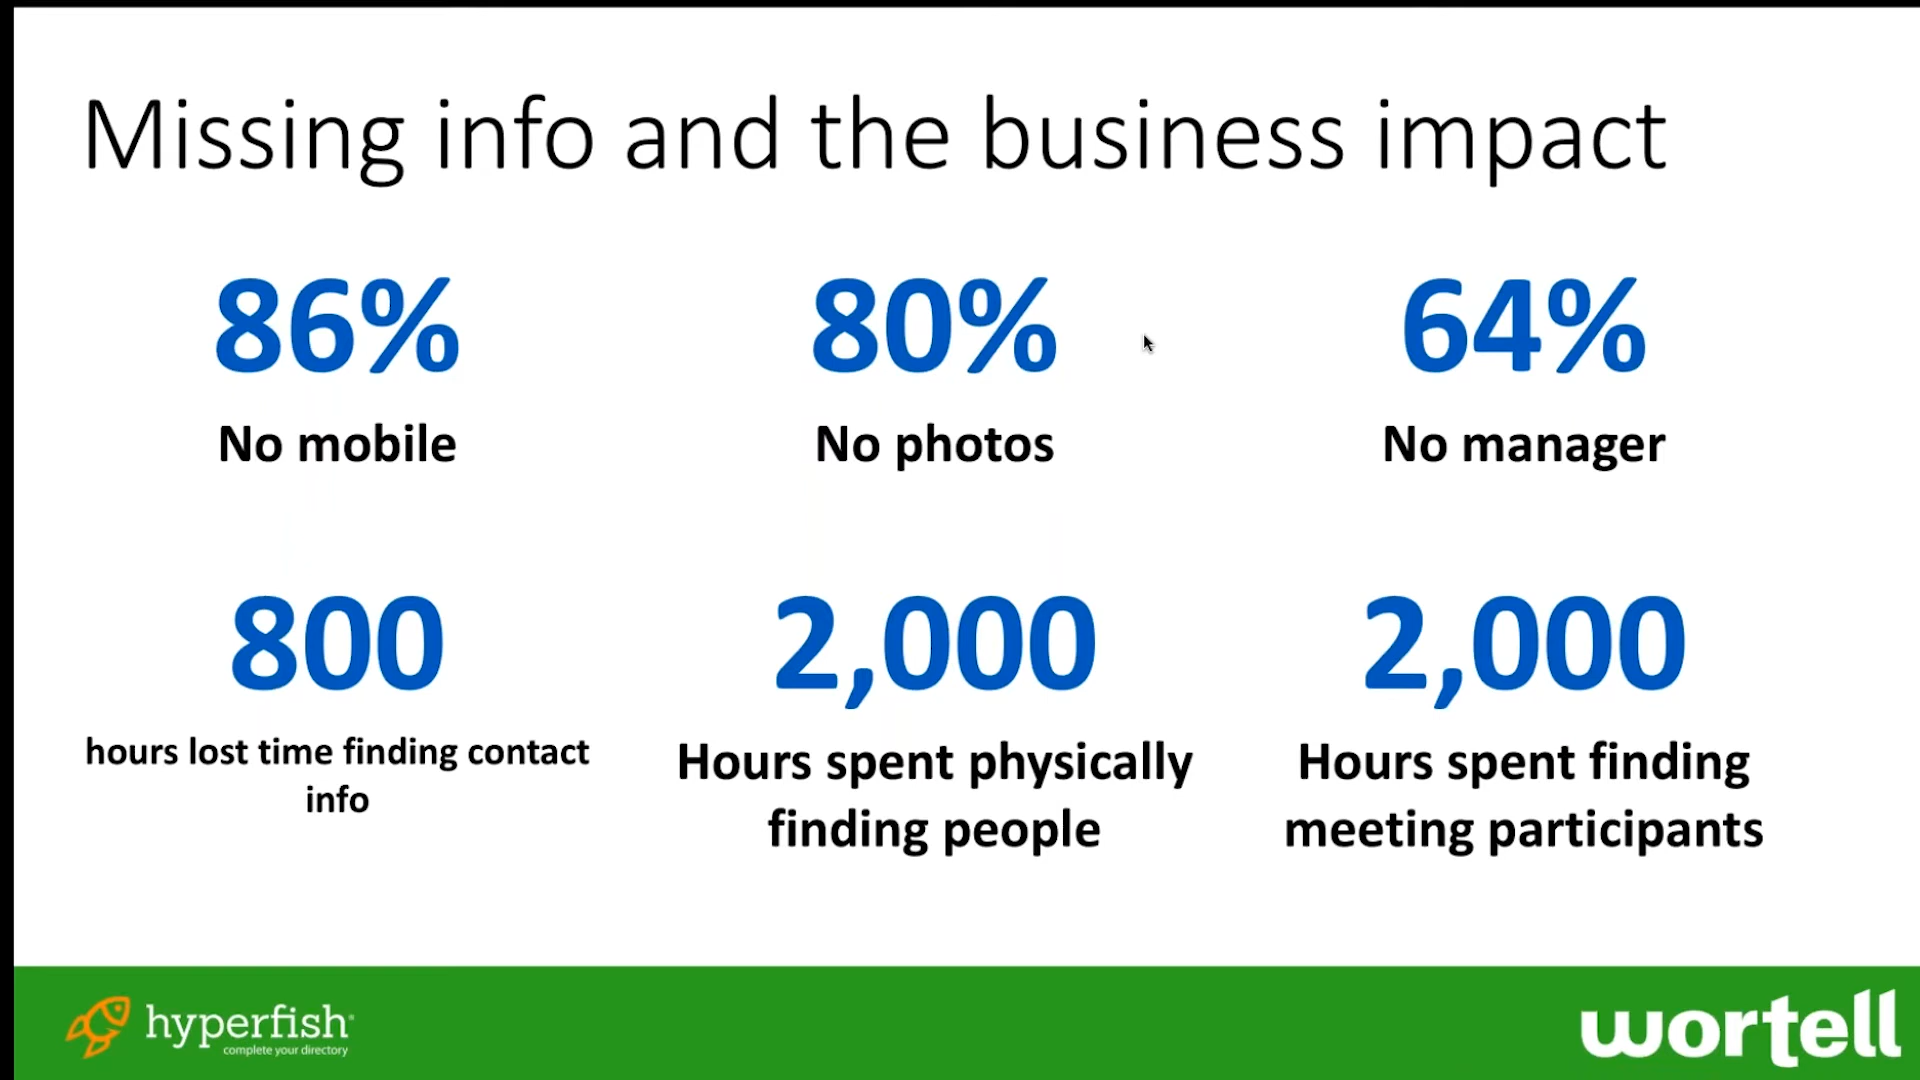 Missing info and the business impact
86%
No mobile
80%
No photos
64%
No manager
800
hours lost time finding contact
info
2,000
Hours spent physically
finding people
2,000
Hours spent finding
meeting participants
hyperfish
complete your directory
wortell